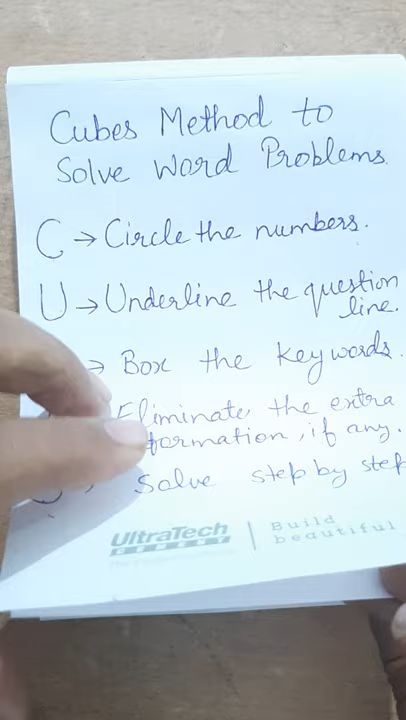 Cubes Method to
Solve Word Problems.
C → Circle the numbers.
U → Underline the question
line.
→ Box the keywords.
Eliminate the extra
formation, if any.
Solve step by step
UltraTech
CEMENT
Build
beautiful